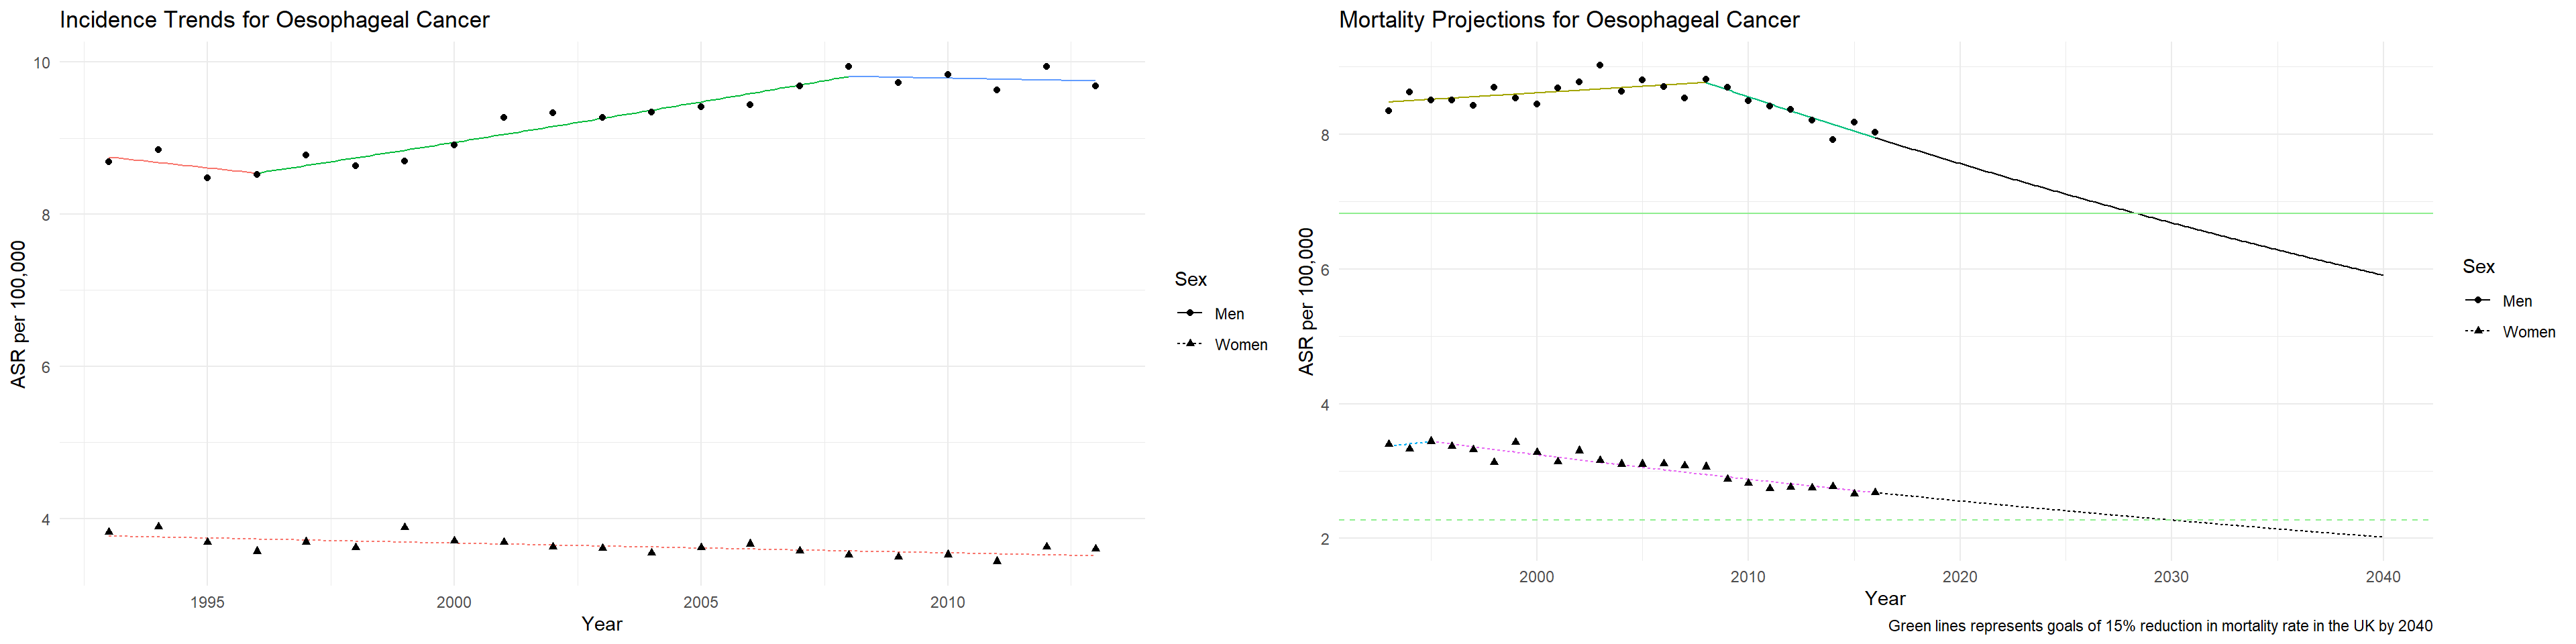 Incidence Trends for Oesophageal Cancer
10
8
6
4
ASR per 100,000
1995
2000
2005
2010
Year
Sex
Men
Women
Mortality Projections for Oesophageal Cancer
8
6
4
2
ASR per 100,000
2000
2010
2020
2030
2040
Year
Sex
Men
Women
Green lines represents goals of 15% reduction in mortality rate in the UK by 2040